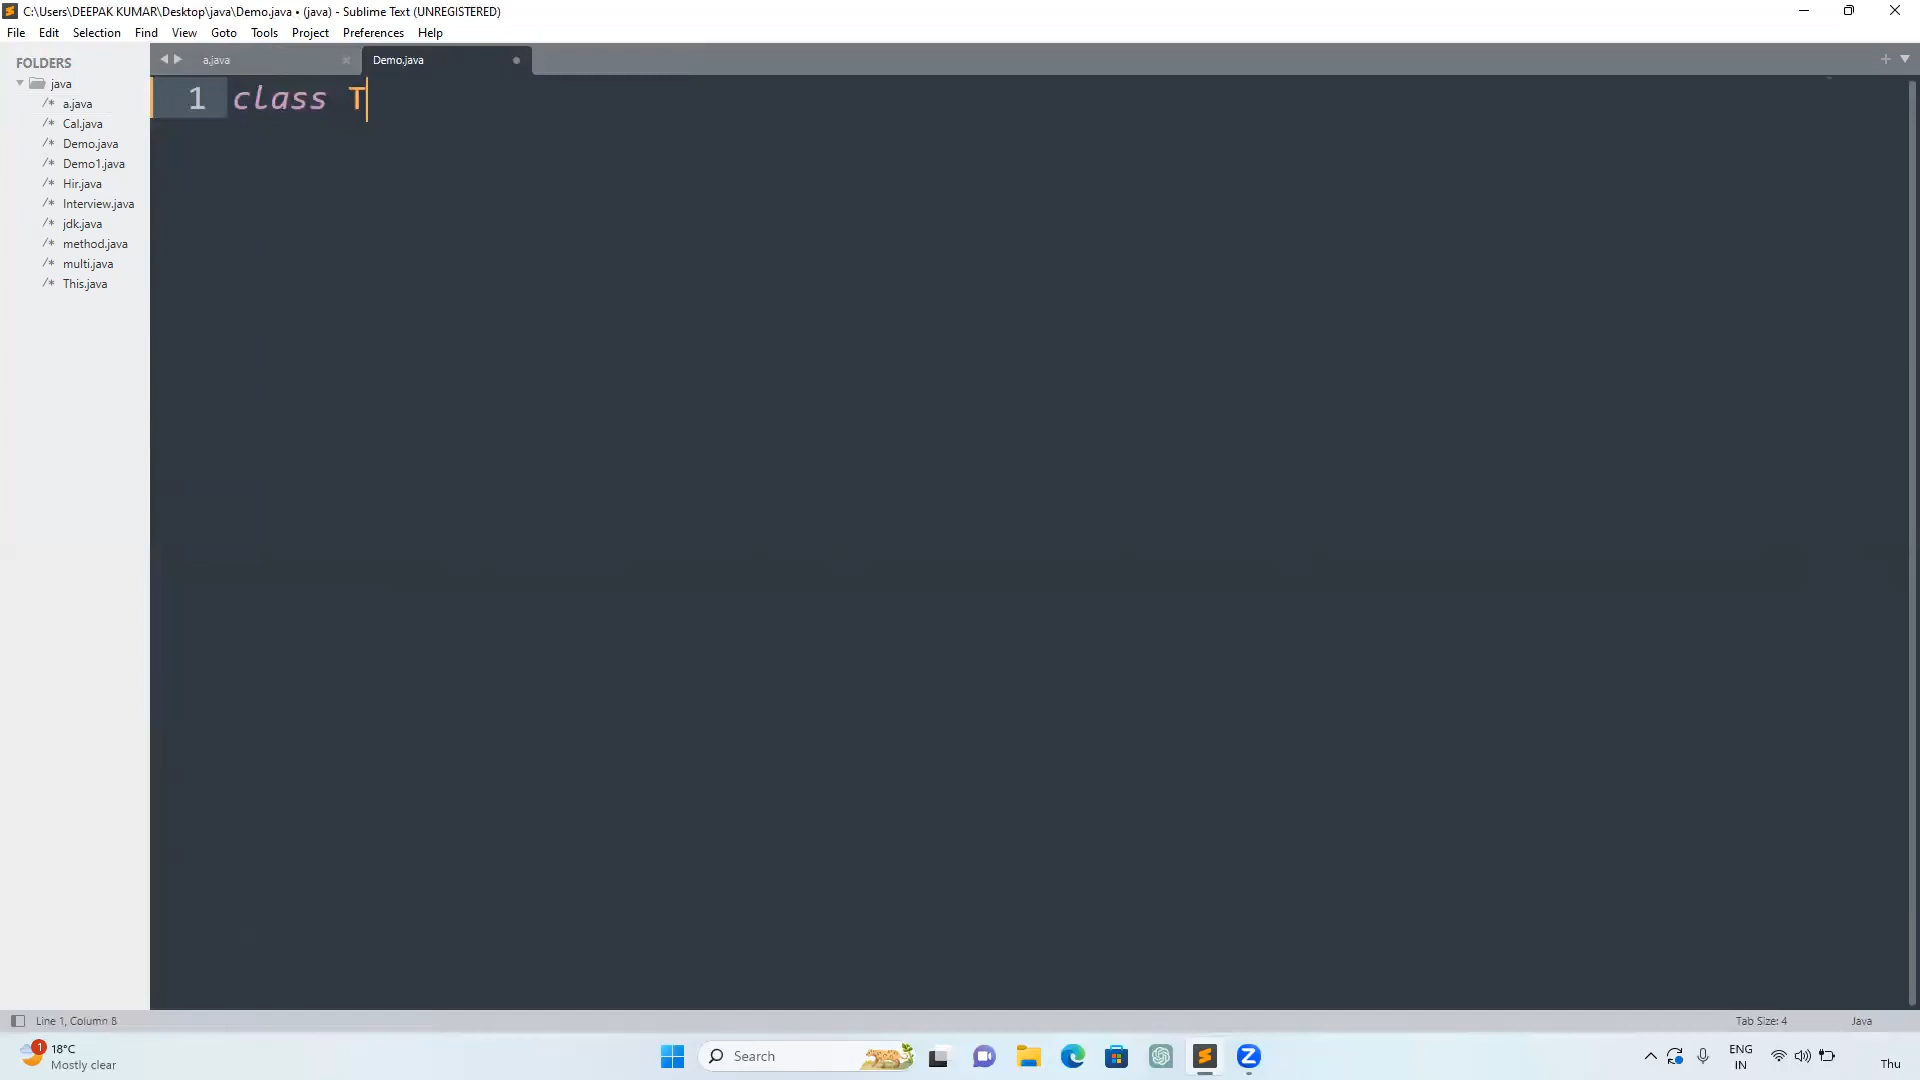 C:\Users\DEEPAK KUMAR\Desktop\java\Demo.java • (java) - Sublime Text (UNREGISTERED)
File Edit Selection Find View Goto Tools Project Preferences Help
FOLDERS
java
a.java
Cal.java
Demo.java
Demo1.java
Hir.java
Interview.java
jdk.java
method.java
multi.java
This.java
a.java
Demo.java
1 class T
Line 1, Column 8
Tab Size: 4
Java
1
18°C
Mostly clear
Search
ENG
IN
Thu